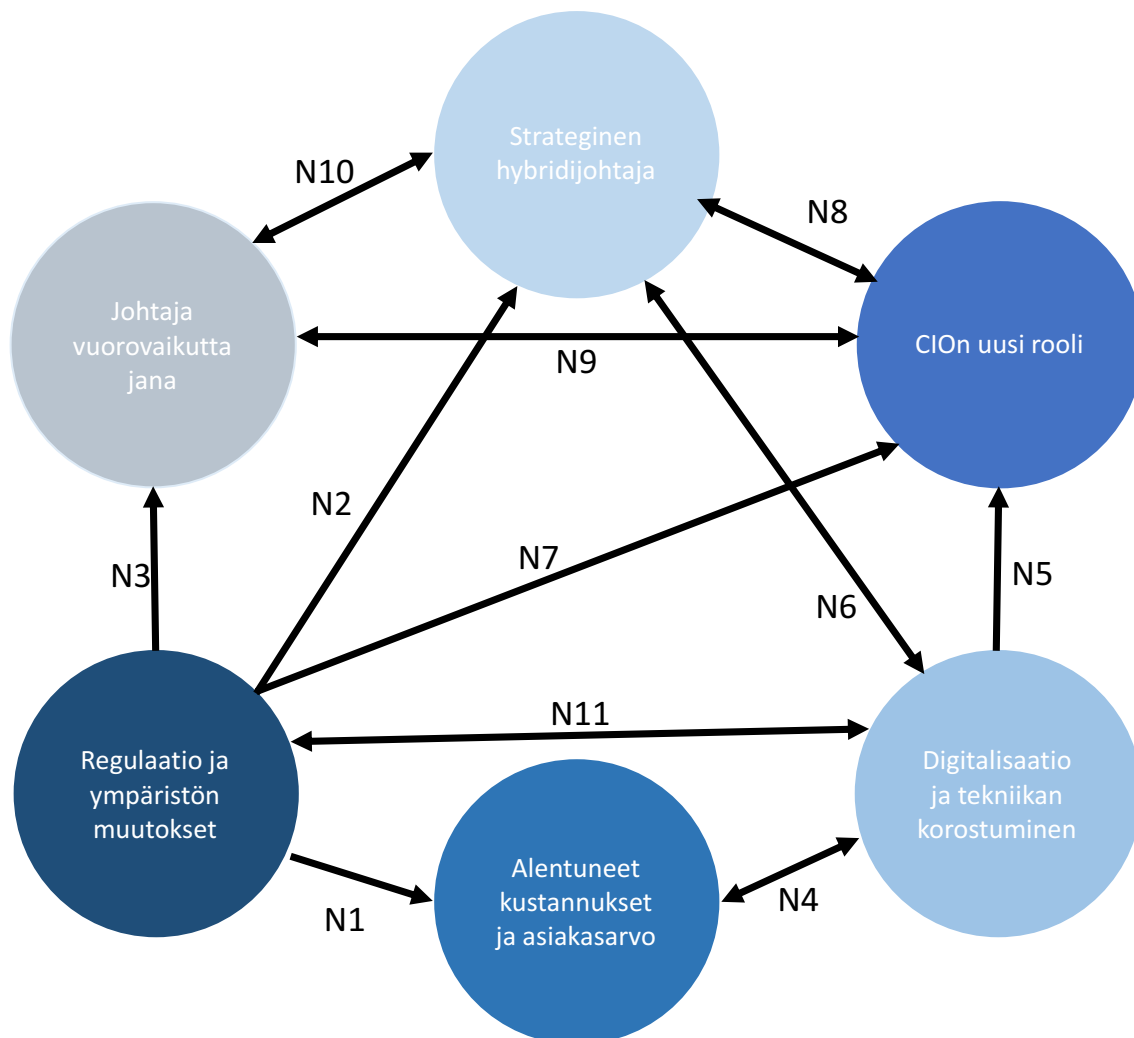 Strateginen
hybridijohtaja
N10
N8
Johtaja
vuorovaikutta
jana
CIOn uusi rooli
N9
N2
N7
N3
N5
N6
N11
Regulaatio ja
ympäristön
muutokset
Digitalisaatio
ja tekniikan
korostuminen
Alentuneet
kustannukset
ja asiakasarvo
N1
N4